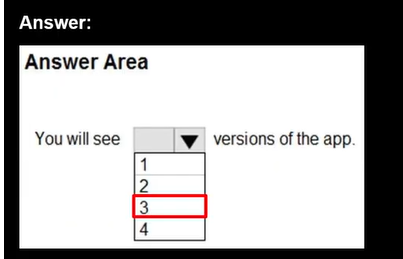 Answer:
Answer Area
You will see versions of the app.
1
2
3
4